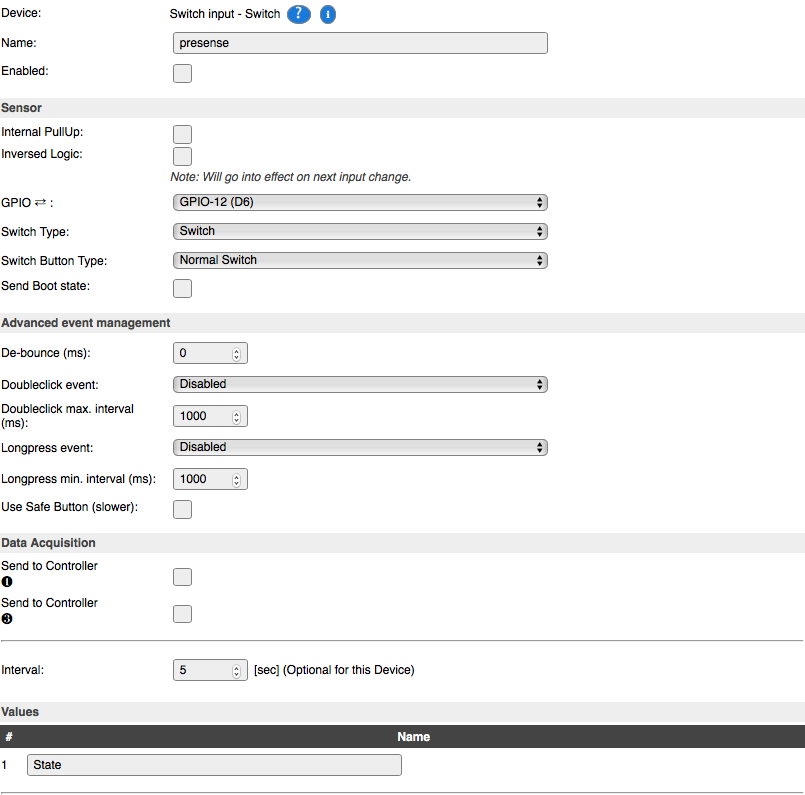 Device: Switch input - Switch ? i
Name: presense
Enabled:
Sensor
Internal PullUp:
Inversed Logic:
Note: Will go into effect on next input change.
GPIO ⇄ : GPIO-12 (D6)
Switch Type: Switch
Switch Button Type: Normal Switch
Send Boot state:
Advanced event management
De-bounce (ms): 0
Doubleclick event: Disabled
Doubleclick max. interval
(ms): 1000
Longpress event: Disabled
Longpress min. interval (ms): 1000
Use Safe Button (slower):
Data Acquisition
Send to Controller
❶
Send to Controller
❸
Interval: 5 [sec] (Optional for this Device)
Values
# Name
1 State